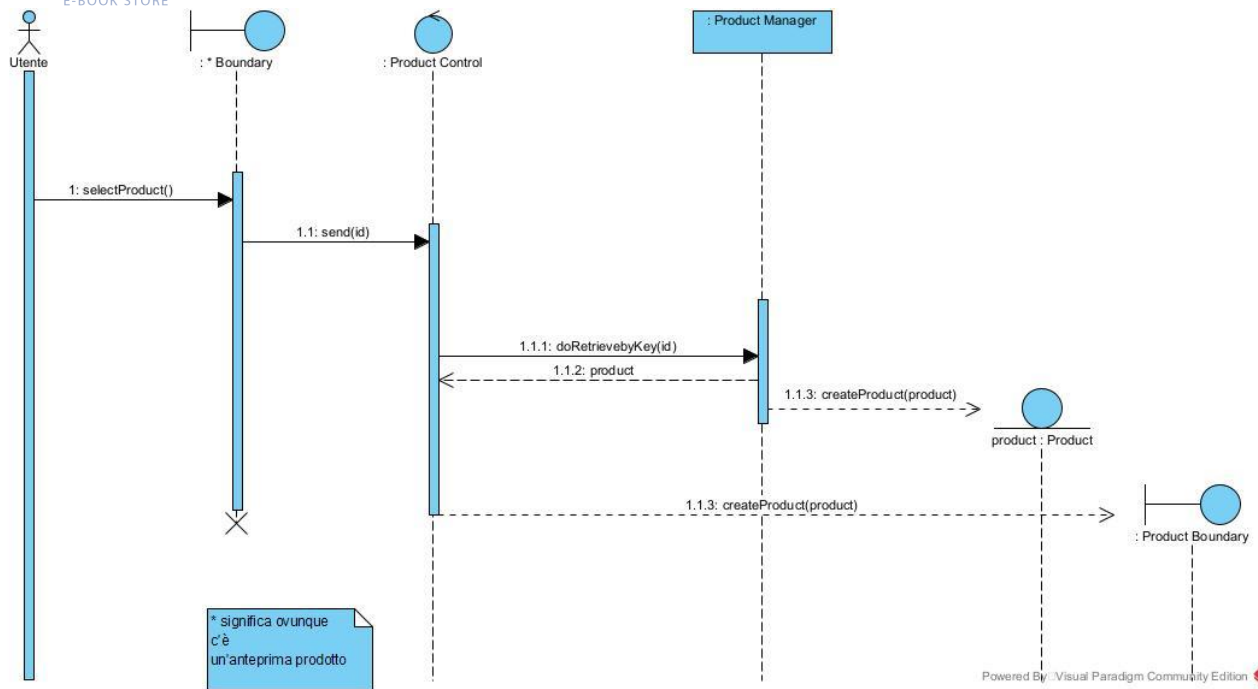 E-BOOK STORE
: Product Manager
Utente
: * Boundary
: Product Control
1: selectProduct()
1.1: send(id)
1.1.1: doRetrievebyKey(id)
1.1.2: product
1.1.3: createProduct(product)
product : Product
1.1.3: createProduct(product)
: Product Boundary
* significa ovunque
c'è
un'anteprima prodotto
Powered By Visual Paradigm Community Edition